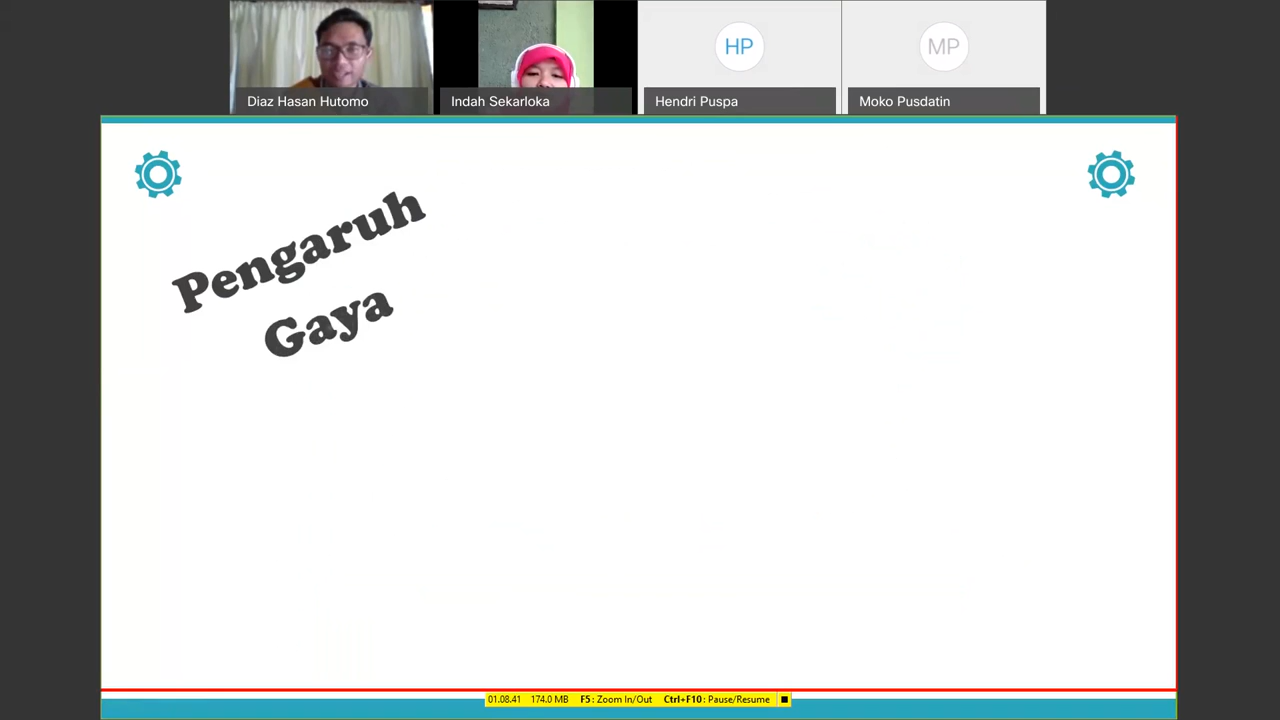 HP
MP
Diaz Hasan Hutomo
Indah Sekarloka
Hendri Puspa
Moko Pusdatin
Pengaruh
Gaya
01.08.41 174.0 MB F5: Zoom In/Out Ctrl+F10: Pause/Resume